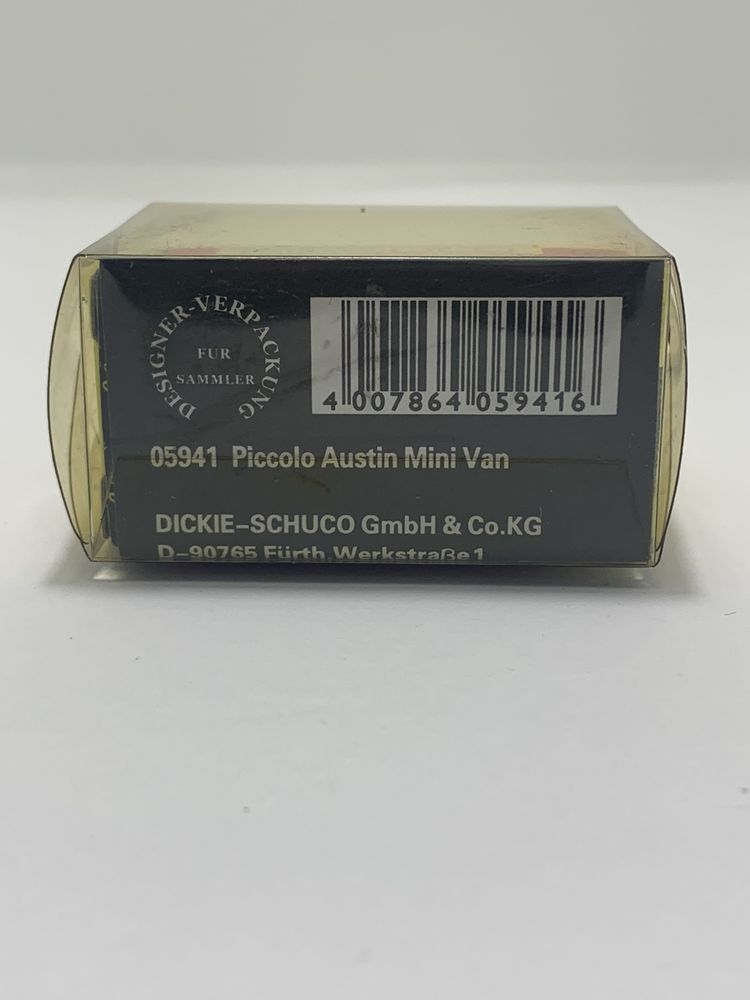 DESIGNER-VERPACKUNG
FUR
SAMMLER
4 007864 059416
05941 Piccolo Austin Mini Van
DICKIE-SCHUCO GmbH & Co.KG
D-90765 Fürth, Werkstraße 1